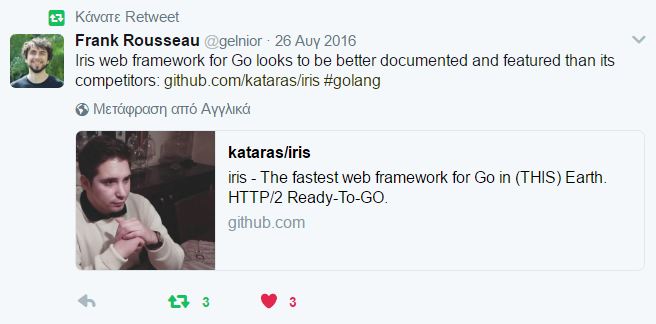 Κάνατε Retweet
Frank Rousseau @gelnior · 26 Αυγ 2016
Iris web framework for Go looks to be better documented and featured than its
competitors: github.com/kataras/iris #golang
Μετάφραση από Αγγλικά
kataras/iris
iris - The fastest web framework for Go in (THIS) Earth.
HTTP/2 Ready-To-GO.
github.com
3 3